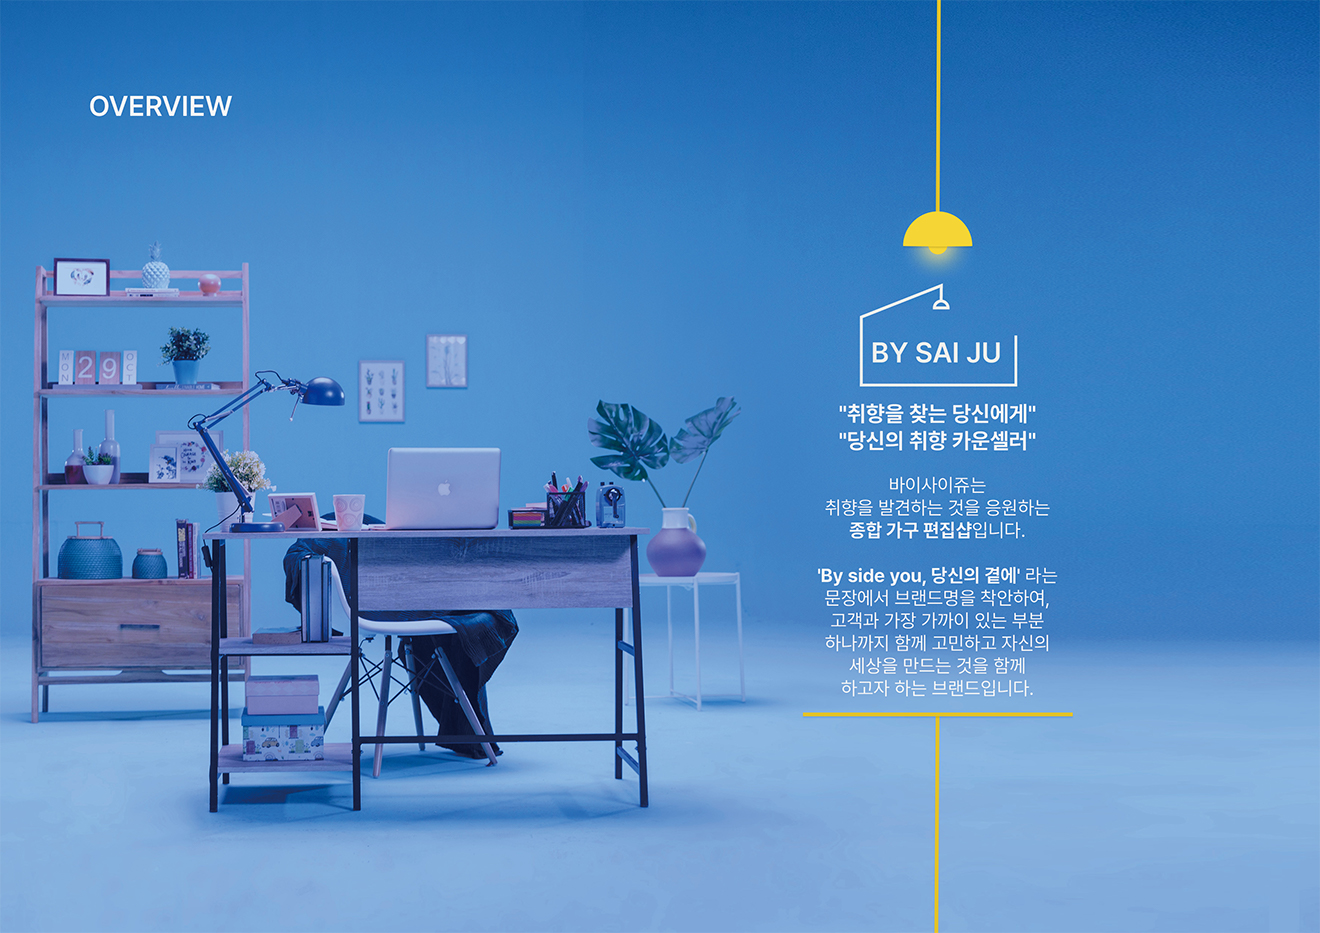 OVERVIEW
MON 29 OCT
BY SAI JU
"취향을 찾는 당신에게"
"당신의 취향 카운셀러"
바이사이쥬는
취향을 발견하는 것을 응원하는
종합 가구 편집샵입니다.
'By side you, 당신의 곁에' 라는
문장에서 브랜드명을 착안하여,
고객과 가장 가까이 있는 부분
하나까지 함께 고민하고 자신의
세상을 만드는 것을 함께
하고자 하는 브랜드입니다.